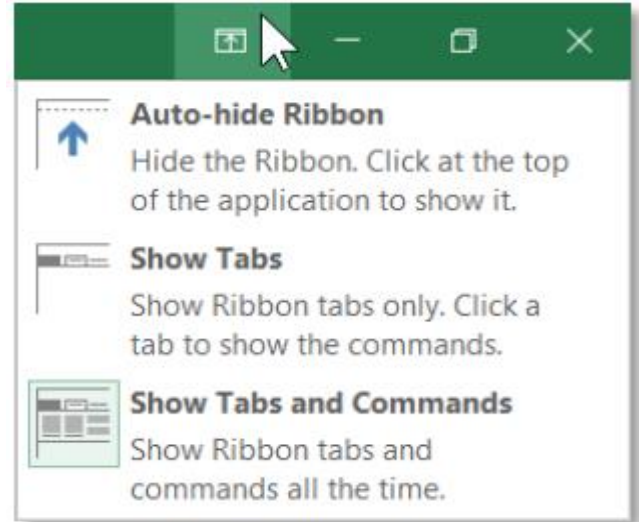 Auto-hide Ribbon
Hide the Ribbon. Click at the top
of the application to show it.
Show Tabs
Show Ribbon tabs only. Click a
tab to show the commands.
Show Tabs and Commands
Show Ribbon tabs and
commands all the time.